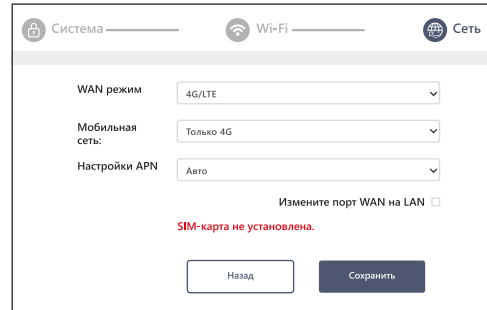 Система
Wi-Fi
Сеть
WAN режим
4G/LTE
Мобильная
сеть:
Только 4G
Настройки APN
Авто
Измените порт WAN на LAN
SIM-карта не установлена.
Назад
Сохранить